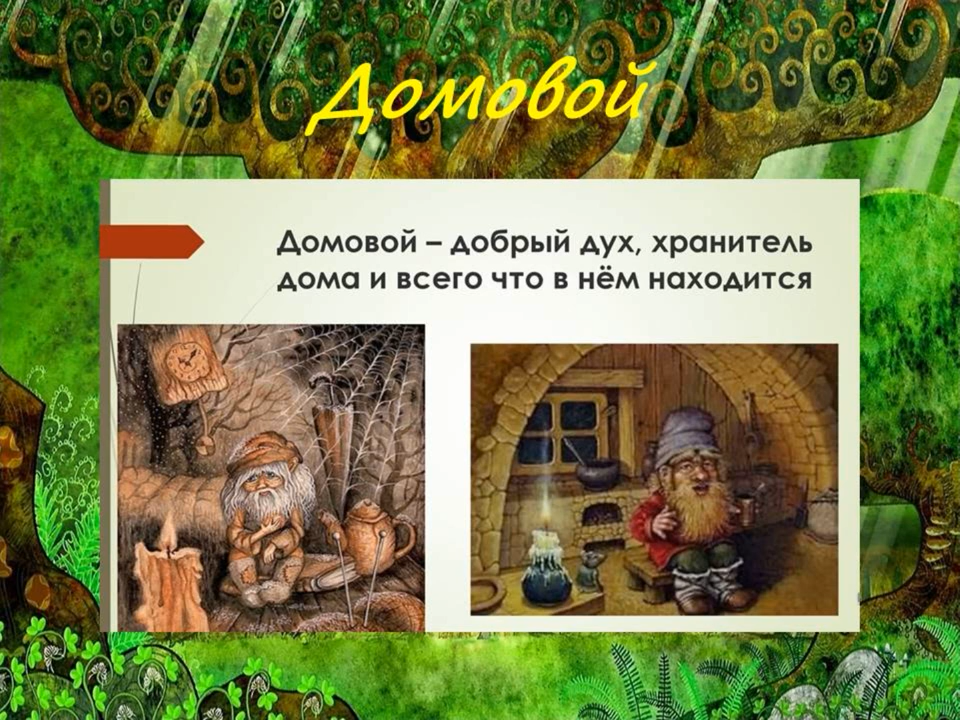 Домовой
Домовой – добрый дух, хранитель
дома и всего что в нём находится